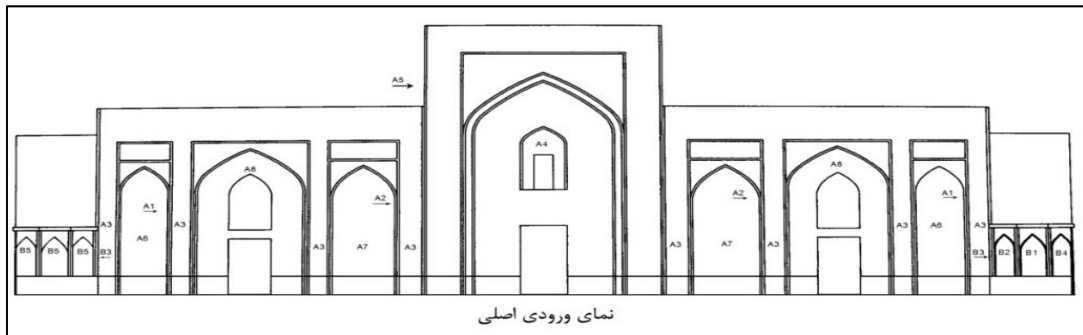 A5
A4
A8 A8
A1 A2 A2 A1
A3 A3 A3 A3
A6 A7 A3 A3 A3 A3 A7 A6
B5 B5 B5 B3 B3 B2 B1 B4
نمای ورودی اصلی